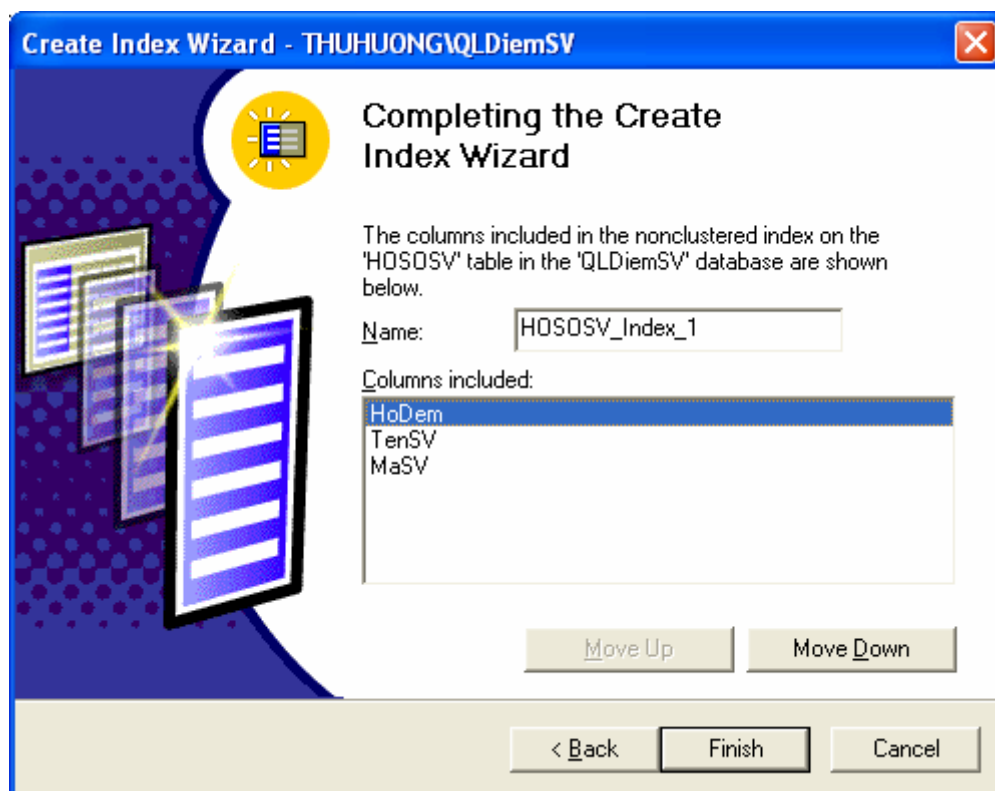 Create Index Wizard - THUHUONG\QLDiemSV
Completing the Create
Index Wizard
The columns included in the nonclustered index on the
'HOSOSV' table in the 'QLDiemSV' database are shown
below.
Name: HOSOSV_Index_1
Columns included:
HoDem
TenSV
MaSV
Move Up Move Down
< Back Finish Cancel